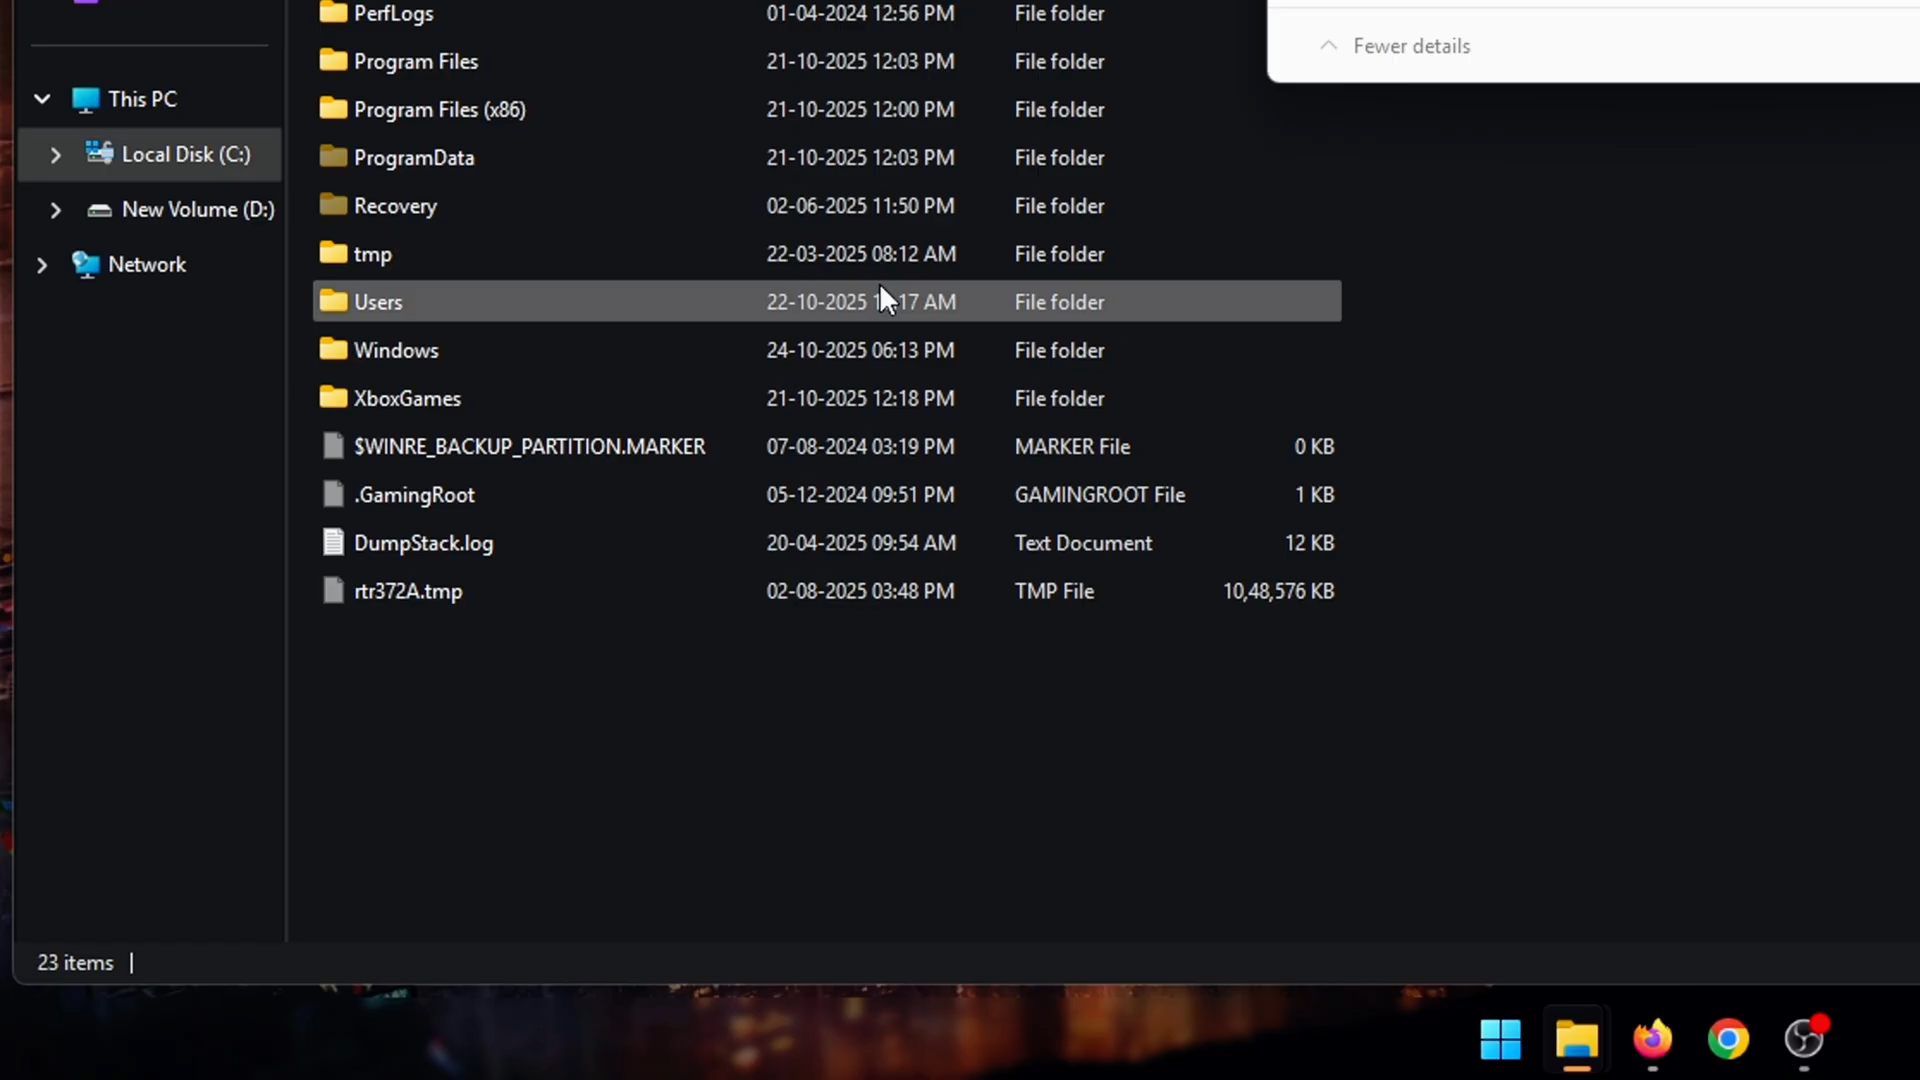 PerfLogs 01-04-2024 12:56 PM File folder
Fewer details
Program Files 21-10-2025 12:03 PM File folder
This PC
Program Files (x86) 21-10-2025 12:00 PM File folder
Local Disk (C:)
ProgramData 21-10-2025 12:03 PM File folder
Recovery 02-06-2025 11:50 PM File folder
New Volume (D:)
tmp 22-03-2025 08:12 AM File folder
Network
Users 22-10-2025 :17 AM File folder
Windows 24-10-2025 06:13 PM File folder
XboxGames 21-10-2025 12:18 PM File folder
$WINRE_BACKUP_PARTITION.MARKER 07-08-2024 03:19 PM MARKER File 0 KB
.GamingRoot 05-12-2024 09:51 PM GAMINGROOT File 1 KB
DumpStack.log 20-04-2025 09:54 AM Text Document 12 KB
rtr372A.tmp 02-08-2025 03:48 PM TMP File 10,48,576 KB
23 items